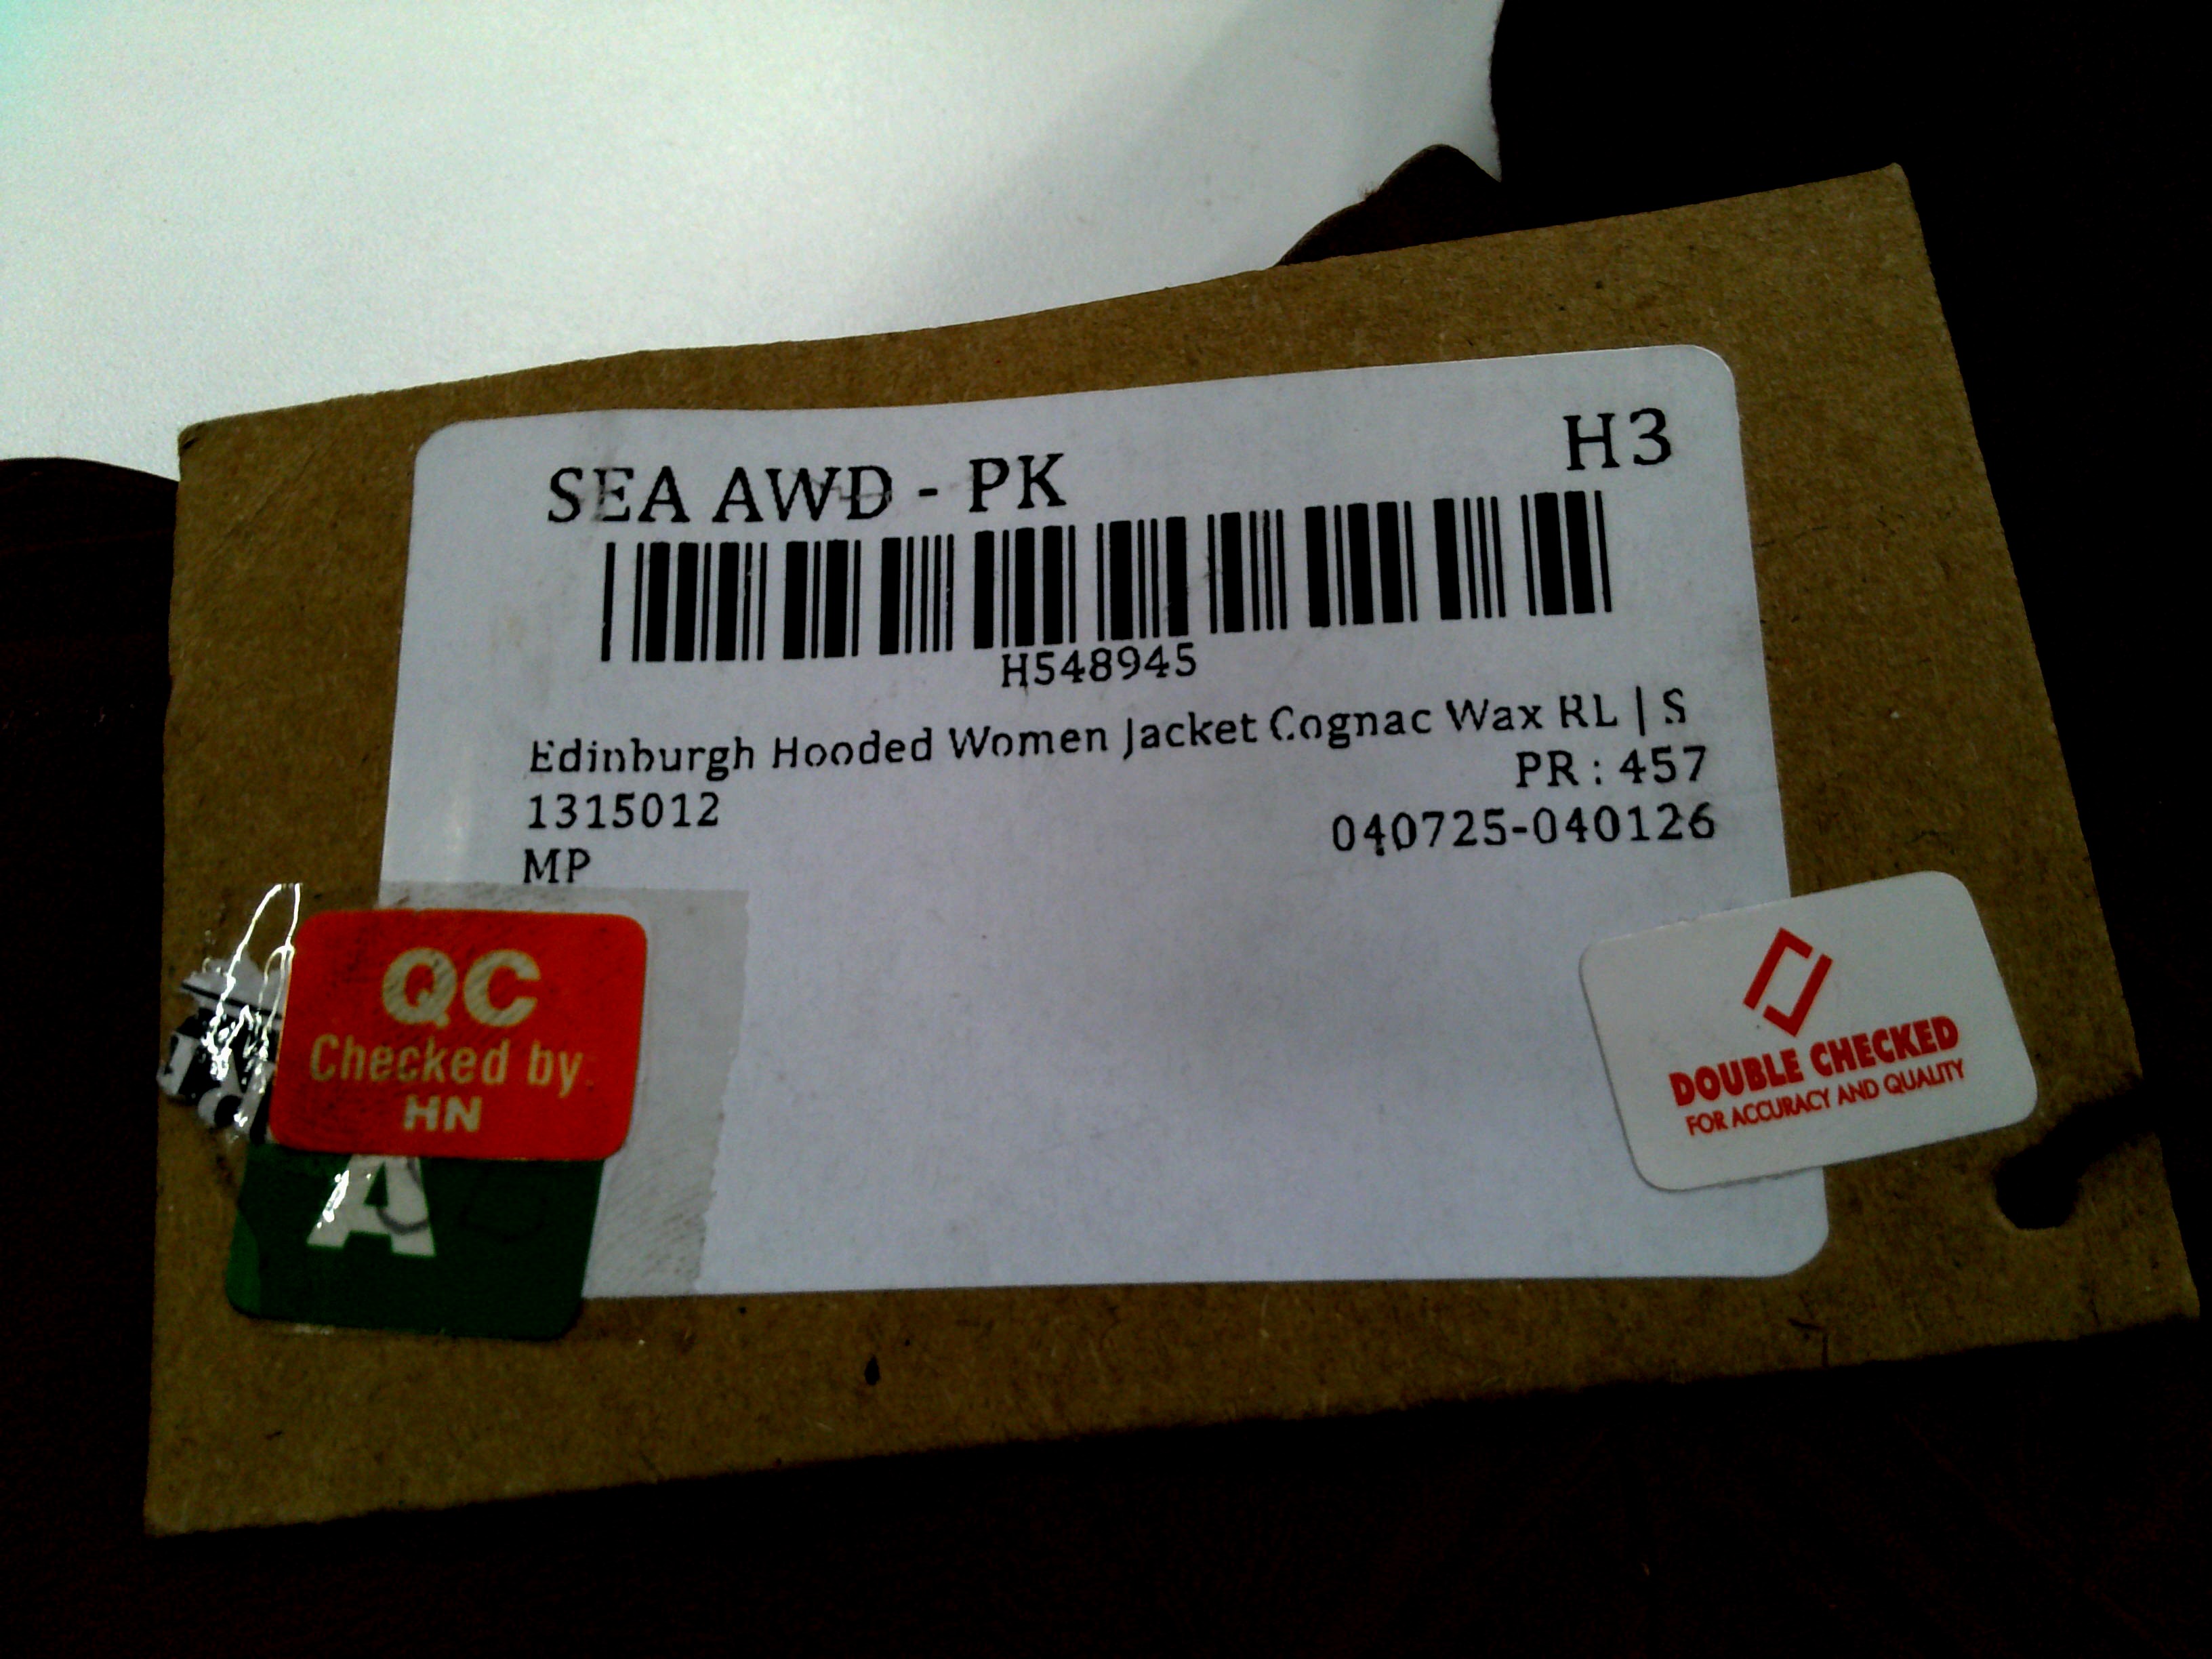 SEA AWD - PK
H3
H548945
Edinburgh Hooded Women Jacket Cognac Wax RL | S
PR : 457
1315012
040725-040126
MP
QC
Checked by:
HN
A
DOUBLE CHECKED
FOR ACCURACY AND QUALITY